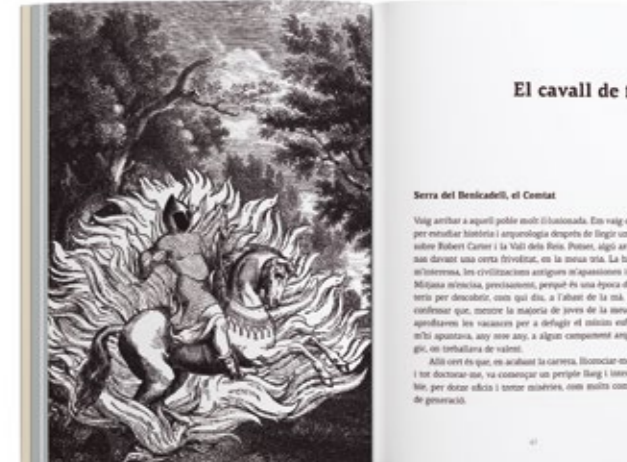 El cavall de
Serra del Benicadell, el Comtat
Vaig arribar a aquell poble molt il·lusionada. Em vaig
per estudiar història i arqueologia després de llegir un
sobre Robert Carter i la Vall dels Reis. Potser, algú
nas davant una certa frivolitat, en la meua tria. La
m'interessa, les civilitzacions antigues m'apassionen i
Mitjana m'encisa, precisament, perquè és una època
teris per descobrir, com qui diu, a l'abast de la mà.
confessar que, mentre la majoria de joves de la meua
aprofitaven les vacances per a defugir el mínim
m'hi apuntava, any rere any, a algun campament
gic, on treballava de valent.
Allò cert és que, en acabant la carrera, llicenciar-m
i tot doctorar-me, va començar un periple llarg i
ble, per dotze oficis i tretze misèries, com molts
de generació.